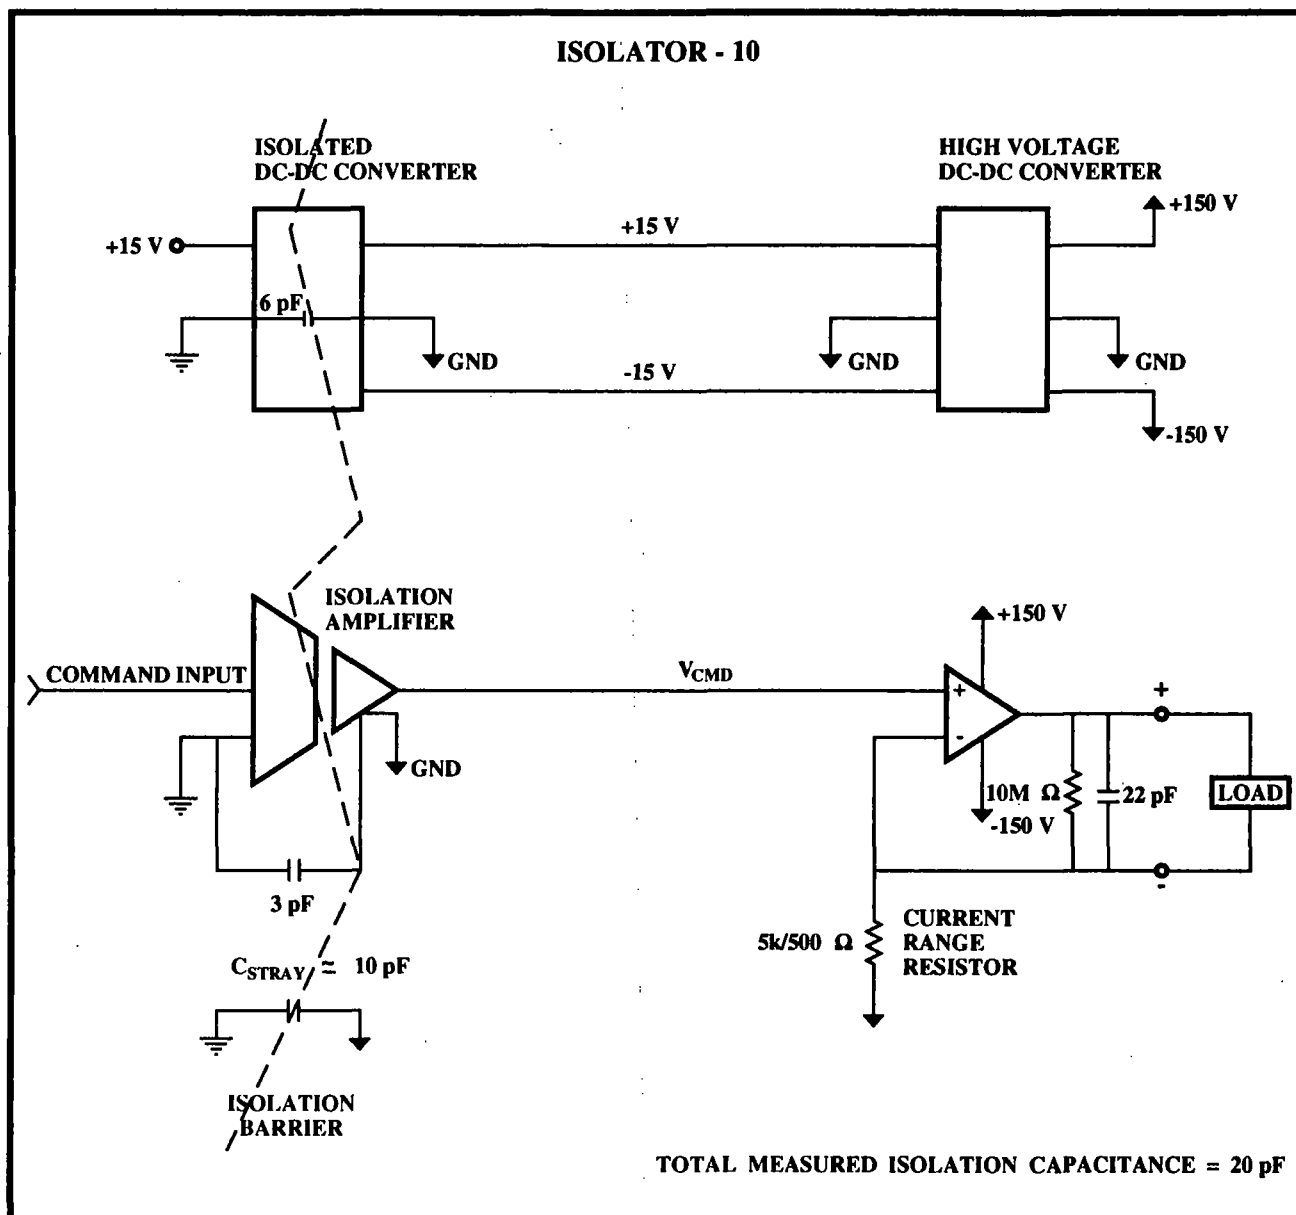 ISOLATOR - 10
ISOLATED
DC-DC CONVERTER
HIGH VOLTAGE
DC-DC CONVERTER
+150 V
+15 V
+15 V
6 pF
GND
GND
GND
-15 V
-150 V
ISOLATION
AMPLIFIER
+150 V
COMMAND INPUT
VCMD
+
+
-
GND
10M Ω
22 pF
LOAD
-150 V
-
3 pF
5k/500 Ω
CURRENT
RANGE
RESISTOR
CSTRAY ≈ 10 pF
ISOLATION
BARRIER
TOTAL MEASURED ISOLATION CAPACITANCE = 20 pF